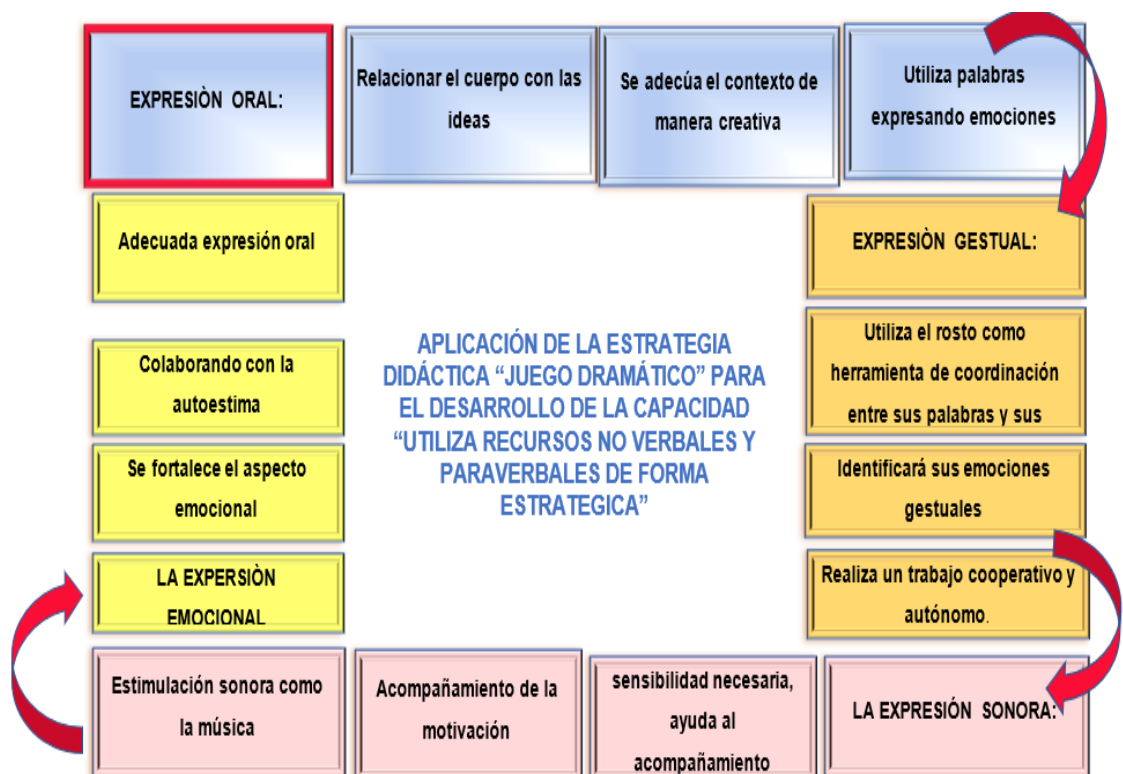 EXPRESIÒN ORAL:
Relacionar el cuerpo con las
ideas
Se adecúa el contexto de
manera creativa
Utiliza palabras
expresando emociones
Adecuada expresión oral
EXPRESIÒN GESTUAL:
Colaborando con la
autoestima
APLICACIÓN DE LA ESTRATEGIA
DIDÁCTICA “JUEGO DRAMÁTICO” PARA
EL DESARROLLO DE LA CAPACIDAD
“UTILIZA RECURSOS NO VERBALES Y
PARAVERBALES DE FORMA
ESTRATEGICA”
Utiliza el rosto como
herramienta de coordinación
entre sus palabras y sus
Se fortalece el aspecto
emocional
Identificará sus emociones
gestuales
LA EXPERSIÒN
EMOCIONAL
Realiza un trabajo cooperativo y
autónomo.
Estimulación sonora como
la música
Acompañamiento de la
motivación
sensibilidad necesaria,
ayuda al
acompañamiento
LA EXPRESIÓN SONORA: